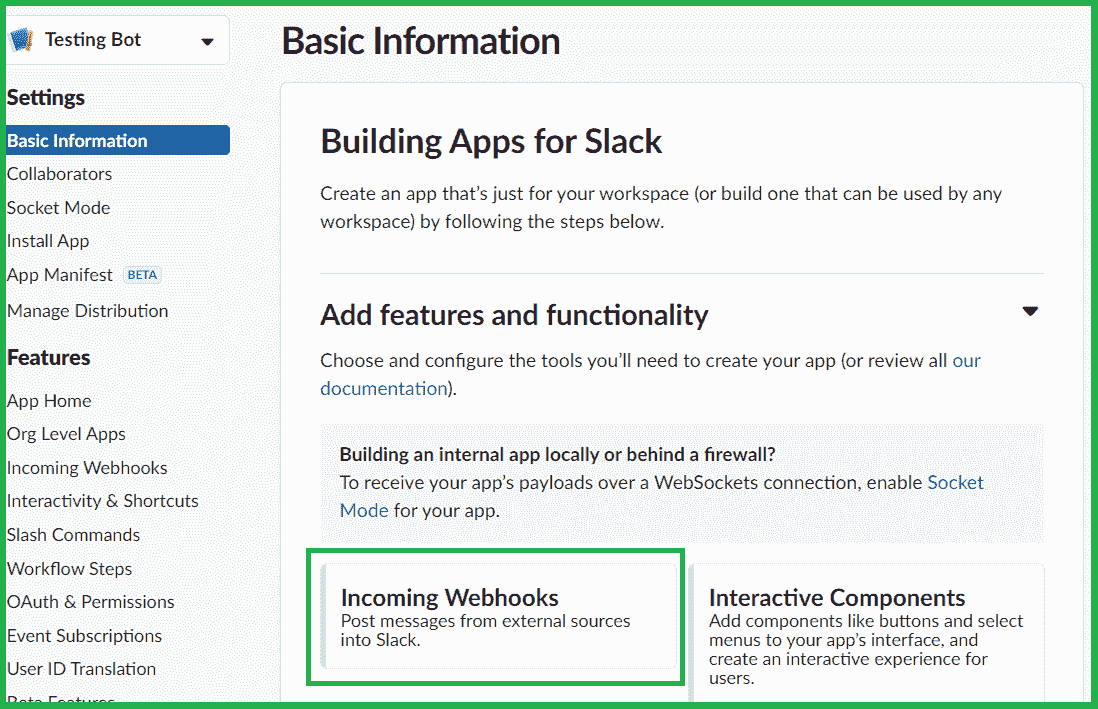 Testing Bot
Settings
Basic Information
Collaborators
Socket Mode
Install App
App Manifest BETA
Manage Distribution
Features
App Home
Org Level Apps
Incoming Webhooks
Interactivity & Shortcuts
Slash Commands
Workflow Steps
OAuth & Permissions
Event Subscriptions
User ID Translation
Beta Features
Basic Information
Building Apps for Slack
Create an app that's just for your workspace (or build one that can be used by any
workspace) by following the steps below.
Add features and functionality
Choose and configure the tools you'll need to create your app (or review all our
documentation).
Building an internal app locally or behind a firewall?
To receive your app's payloads over a WebSockets connection, enable Socket
Mode for your app.
Incoming Webhooks
Post messages from external sources
into Slack.
Interactive Components
Add components like buttons and select
menus to your app's interface, and
create an interactive experience for
users.